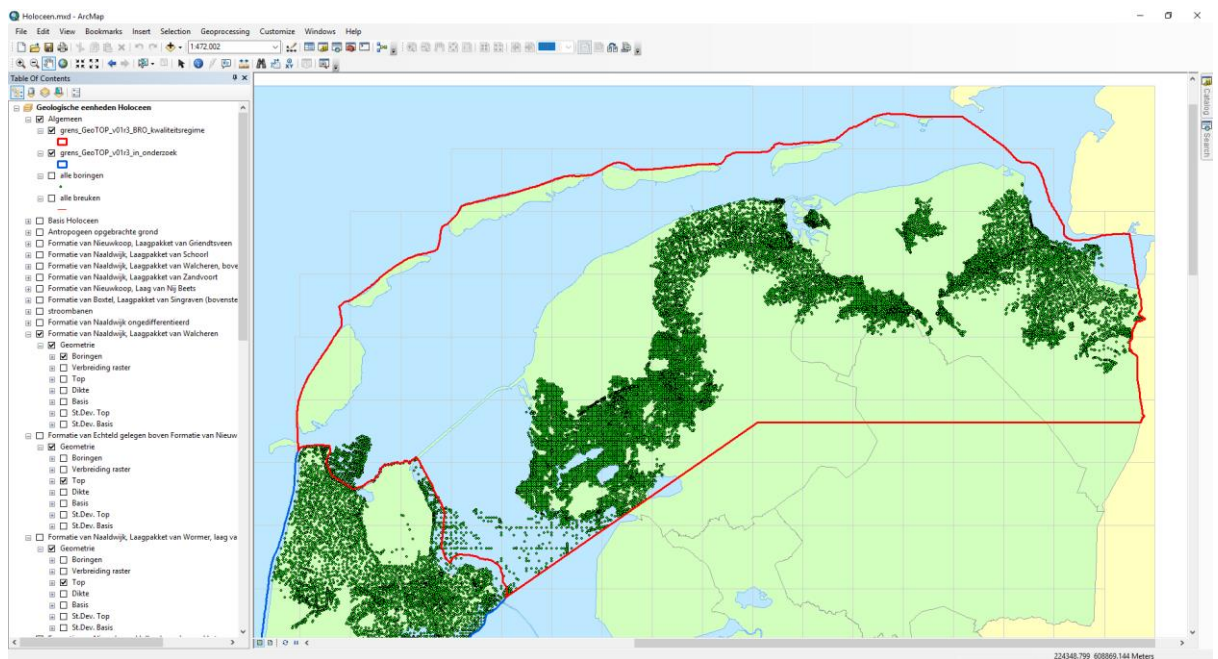 Holoceen.mxd - ArcMap
File Edit View Bookmarks Insert Selection Geoprocessing Customize Windows Help
1:472.002
Table Of Contents
Geologische eenheden Holoceen
Algemeen
grens_GeoTOP_v01r3_BRO_kwaliteitsregime
grens_GeoTOP_v01r3_in_onderzoek
alle boringen
alle breuken
Basis Holoceen
Antropogeen opgebrachte grond
Formatie van Nieuwkoop, Laagpakket van Griendtsveen
Formatie van Naaldwijk, Laagpakket van Schoorl
Formatie van Naaldwijk, Laagpakket van Walcheren, bove
Formatie van Naaldwijk, Laagpakket van Zandvoort
Formatie van Nieuwkoop, Laag van Nij Beets
Formatie van Boxtel, Laagpakket van Singraven (bovenste
stroombanen
Formatie van Naaldwijk ongedifferentieerd
Formatie van Naaldwijk, Laagpakket van Walcheren
Geometrie
Boringen
Verbreiding raster
Top
Dikte
Basis
St.Dev. Top
St.Dev. Basis
Formatie van Echteld gelegen boven Formatie van Nieuw
Geometrie
Boringen
Verbreiding raster
Top
Dikte
Basis
St.Dev. Top
St.Dev. Basis
Formatie van Naaldwijk, Laagpakket van Wormer, laag va
Geometrie
Boringen
Verbreiding raster
Top
Dikte
Basis
St.Dev. Top
St.Dev. Basis
Catalog
Search
224348,799 608869,144 Meters